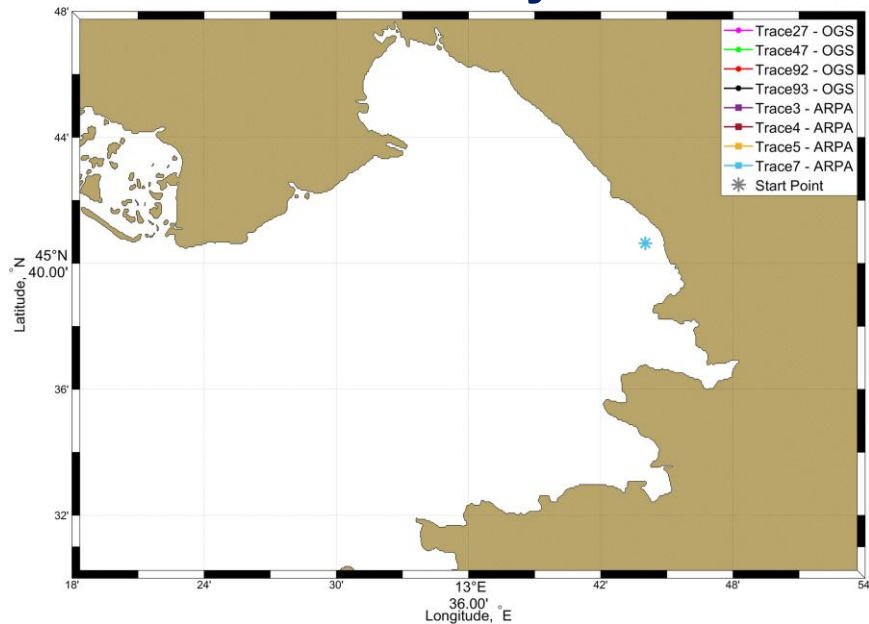 48'
44'
45°N
40.00'
36'
32'
Latitude, °N
18'
24'
30'
13°E
36.00'
42'
48'
54
Longitude, °E
Trace27 - OGS
Trace47 - OGS
Trace92 - OGS
Trace93 - OGS
Trace3 - ARPA
Trace4 - ARPA
Trace5 - ARPA
Trace7 - ARPA
Start Point